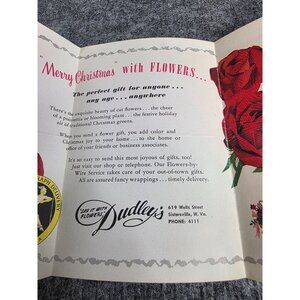 "Merry Christmas" with FLOWERS...
The perfect gift for anyone...
any age... anywhere
There's the exquisite beauty of cut flowers... the cheer
of a poinsettia or blooming plant... the festive holiday
air of traditional Christmas greens.
When you send a flower gift, you add color and
Christmas joy to your home... to the home or
office of your friends or business associates.
It's so easy to send this most joyous of gifts, too!
Just visit our shop or telephone. Our Flowers-by-
Wire Service takes care of your out-of-town gifts.
All are assured fancy wrappings... timely delivery.
"SAY IT WITH
FLOWERS"
Dudley's
619 Wells Street
Sistersville, W. Va.
PHONE: 4111
DELIVERY